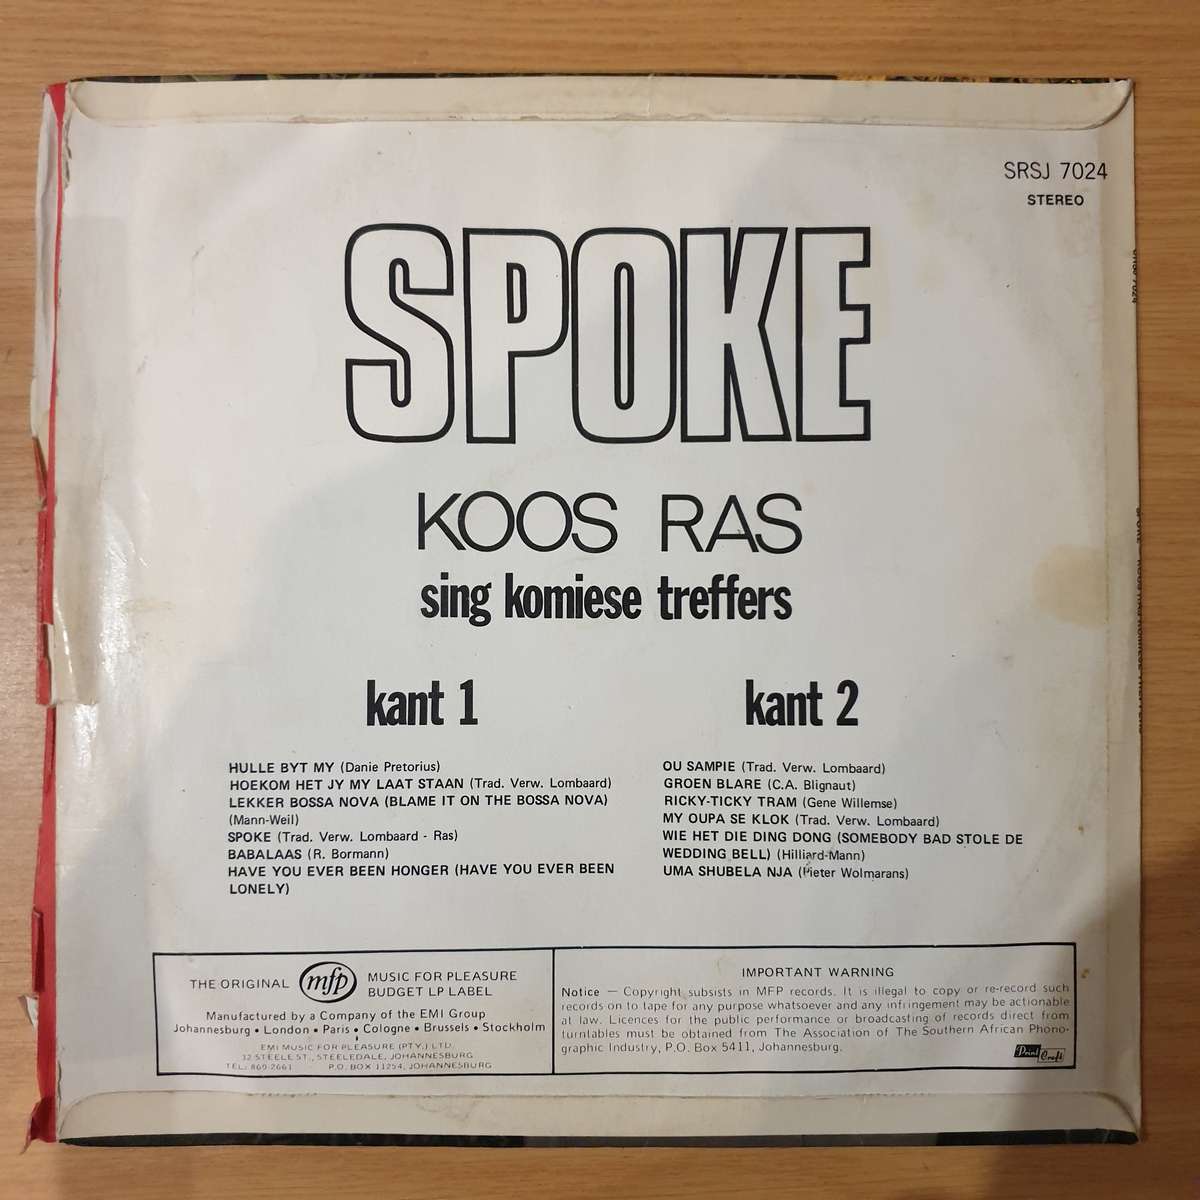 SRSJ 7024
STEREO
SPOKE
KOOS RAS
sing komiese treffers
kant 1
HULLE BYT MY (Danie Pretorius)
HOEKOM HET JY MY LAAT STAAN (Trad. Verw. Lombaard)
LEKKER BOSSA NOVA (BLAME IT ON THE BOSSA NOVA)
(Mann-Weil)
SPOKE (Trad. Verw. Lombaard - Ras)
BABALAAS (R. Bormann)
HAVE YOU EVER BEEN HONGER (HAVE YOU EVER BEEN
LONELY)
kant 2
OU SAMPIE (Trad. Verw. Lombaard)
GROEN BLARE (C.A. Blignaut)
RICKY-TICKY TRAM (Gene Willemse)
MY OUPA SE KLOK (Trad. Verw. Lombaard)
WIE HET DIE DING DONG (SOMEBODY BAD STOLE DE
WEDDING BELL) (Hilliard-Mann)
UMA SHUBELA NJA (Pieter Wolmarans)
THE ORIGINAL mfp MUSIC FOR PLEASURE
BUDGET LP LABEL
Manufactured by a Company of the EMI Group
Johannesburg • London • Paris • Cologne • Brussels • Stockholm
EMI MUSIC FOR PLEASURE (PTY.) LTD.
32 STEELE ST., STEELEDALE, JOHANNESBURG
TEL: 869-2661 P.O. BOX 11254, JOHANNESBURG
IMPORTANT WARNING
Notice — Copyright subsists in MFP records. It is illegal to copy or re-record such
records on to tape for any purpose whatsoever and any infringement may be actionable
at law. Licences for the public performance or broadcasting of records direct from
turntables must be obtained from The Association of The Southern African Phono-
graphic Industry, P.O. Box 5411, Johannesburg.
Print Craft